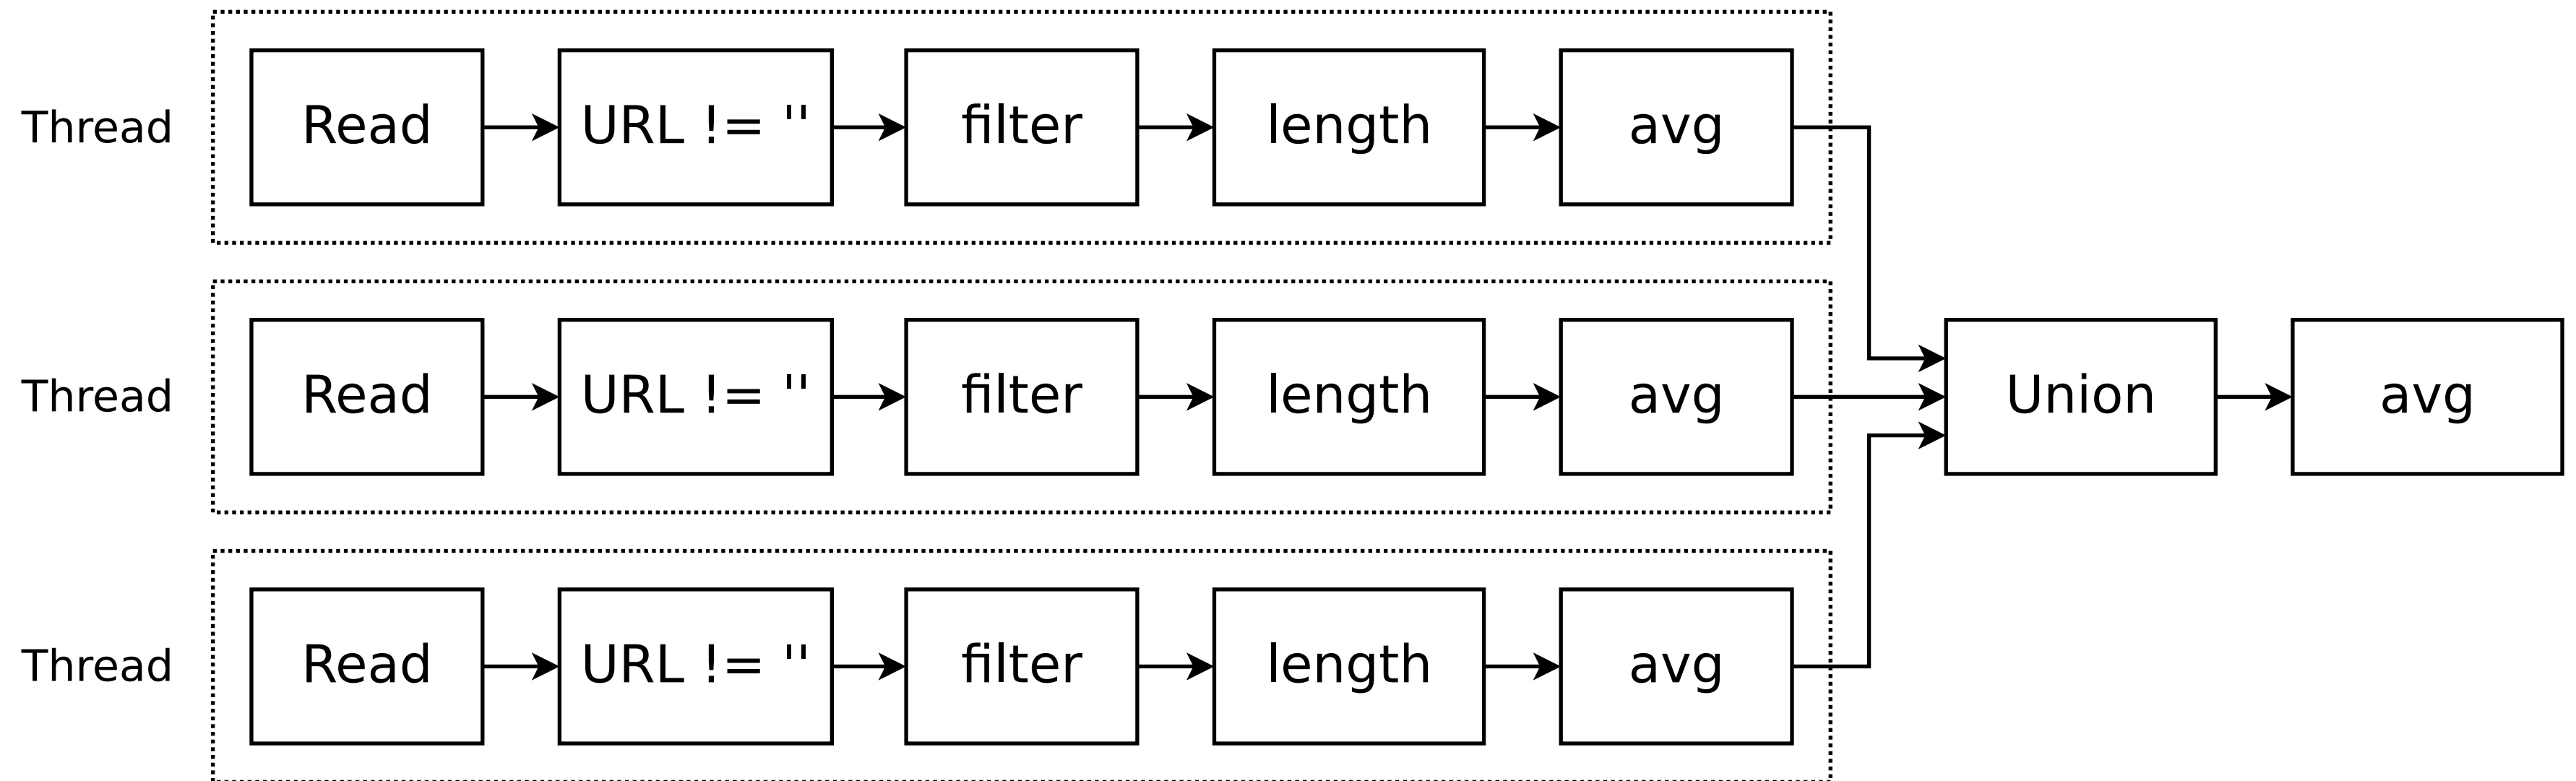 Thread
Read
URL != ''
filter
length
avg
Thread
Read
URL != ''
filter
length
avg
Union
avg
Thread
Read
URL != ''
filter
length
avg